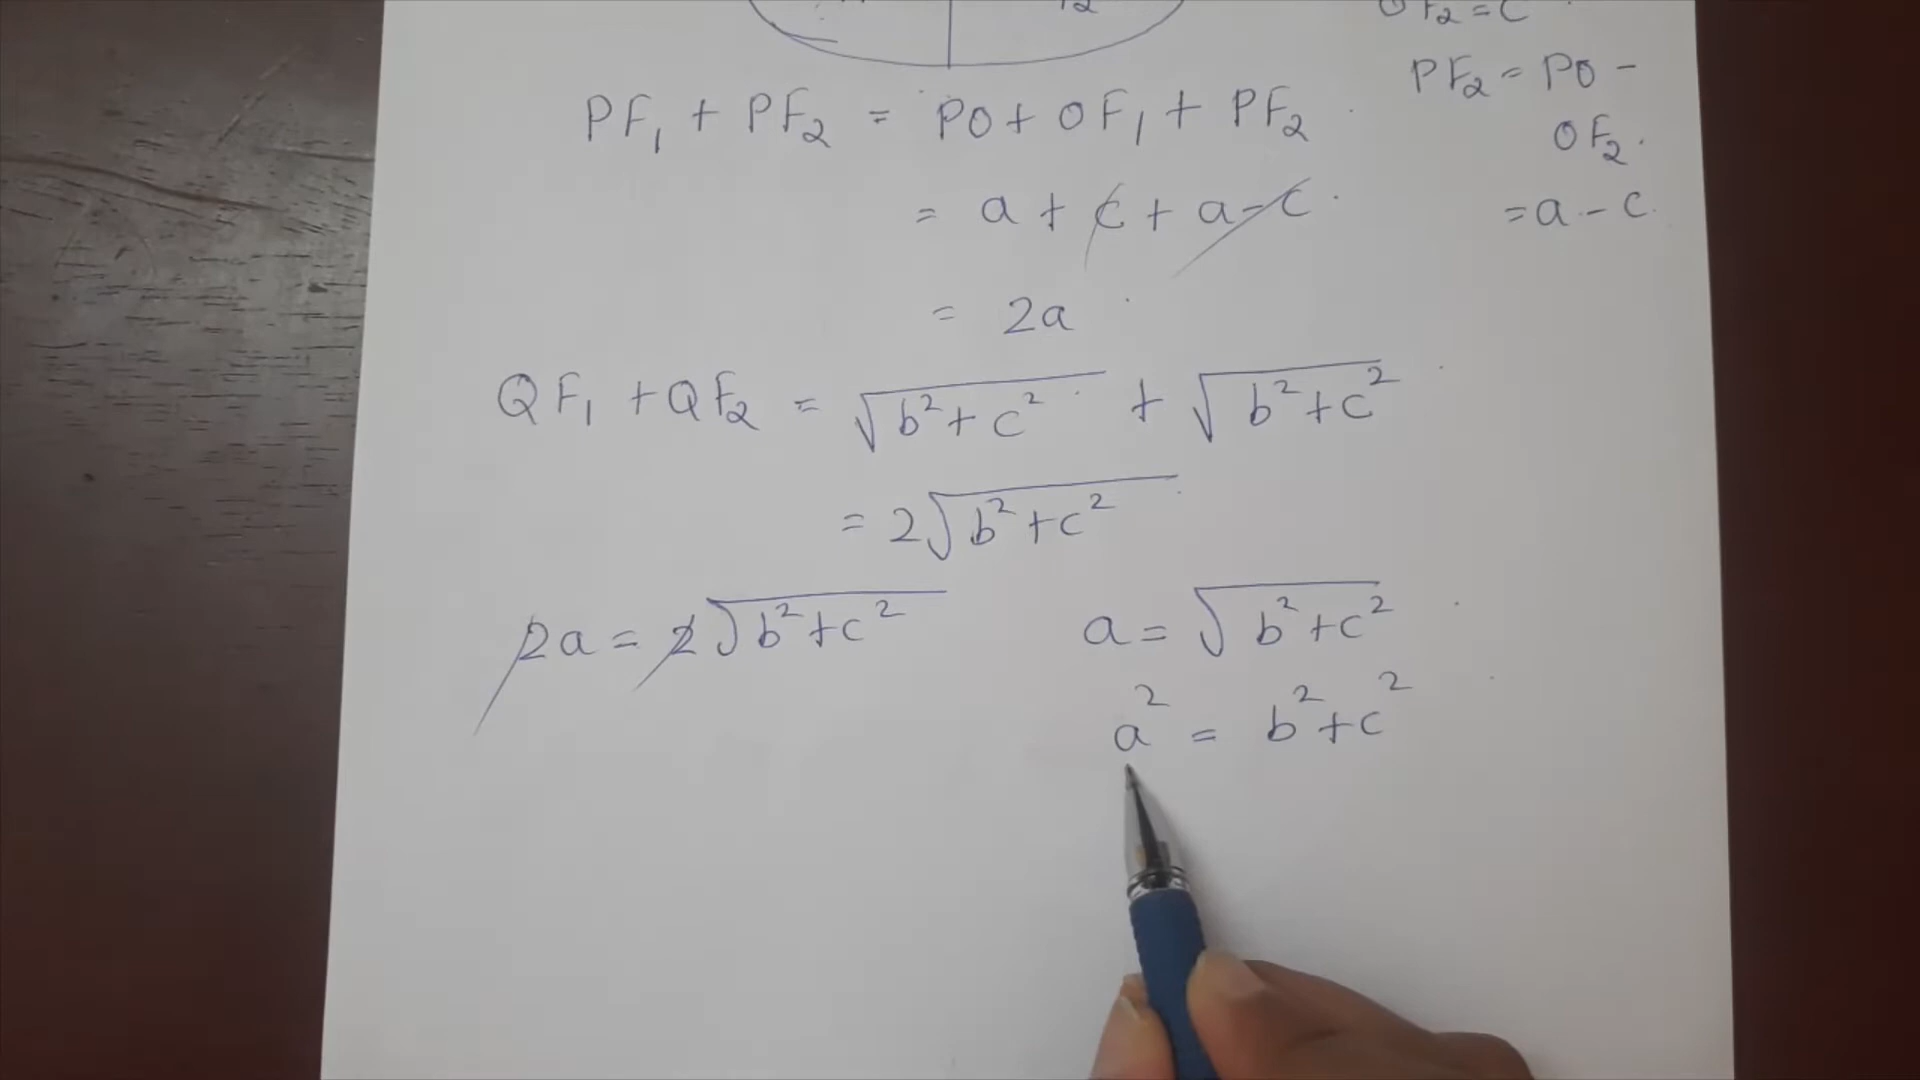 OF₂ = C
PF₂ = PO -
OF₂.
= a - c
PF₁ + PF₂ = PO + OF₁ + PF₂
= a + c + a - c
= 2a
QF₁ + QF₂ = √b² + c² + √b² + c²
= 2√b² + c²
2a = 2√b² + c²
a = √b² + c²
a² = b² + c²